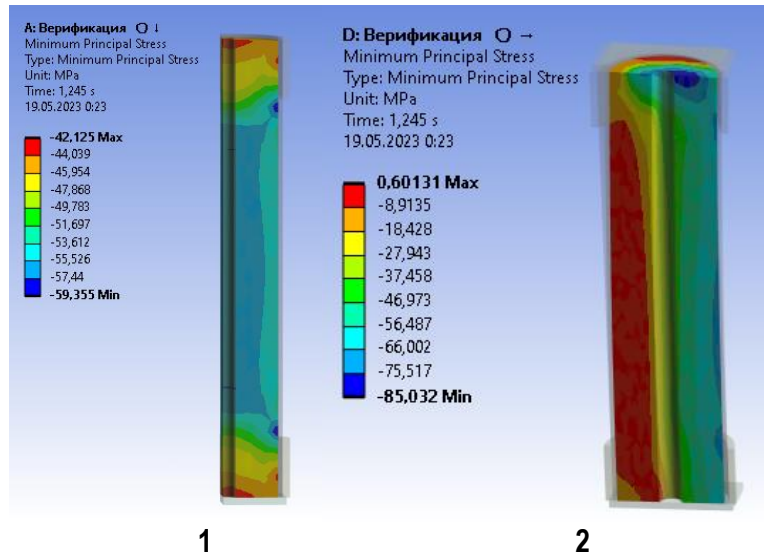 A: Верификация
Minimum Principal Stress
Type: Minimum Principal Stress
Unit: MPa
Time: 1,245 s
19.05.2023 0:23
-42,125 Max
-44,039
-45,954
-47,868
-49,783
-51,697
-53,612
-55,526
-57,44
-59,355 Min
D: Верификация
Minimum Principal Stress
Type: Minimum Principal Stress
Unit: MPa
Time: 1,245 s
19.05.2023 0:23
0,60131 Max
-8,9135
-18,428
-27,943
-37,458
-46,973
-56,487
-66,002
-75,517
-85,032 Min
1
2